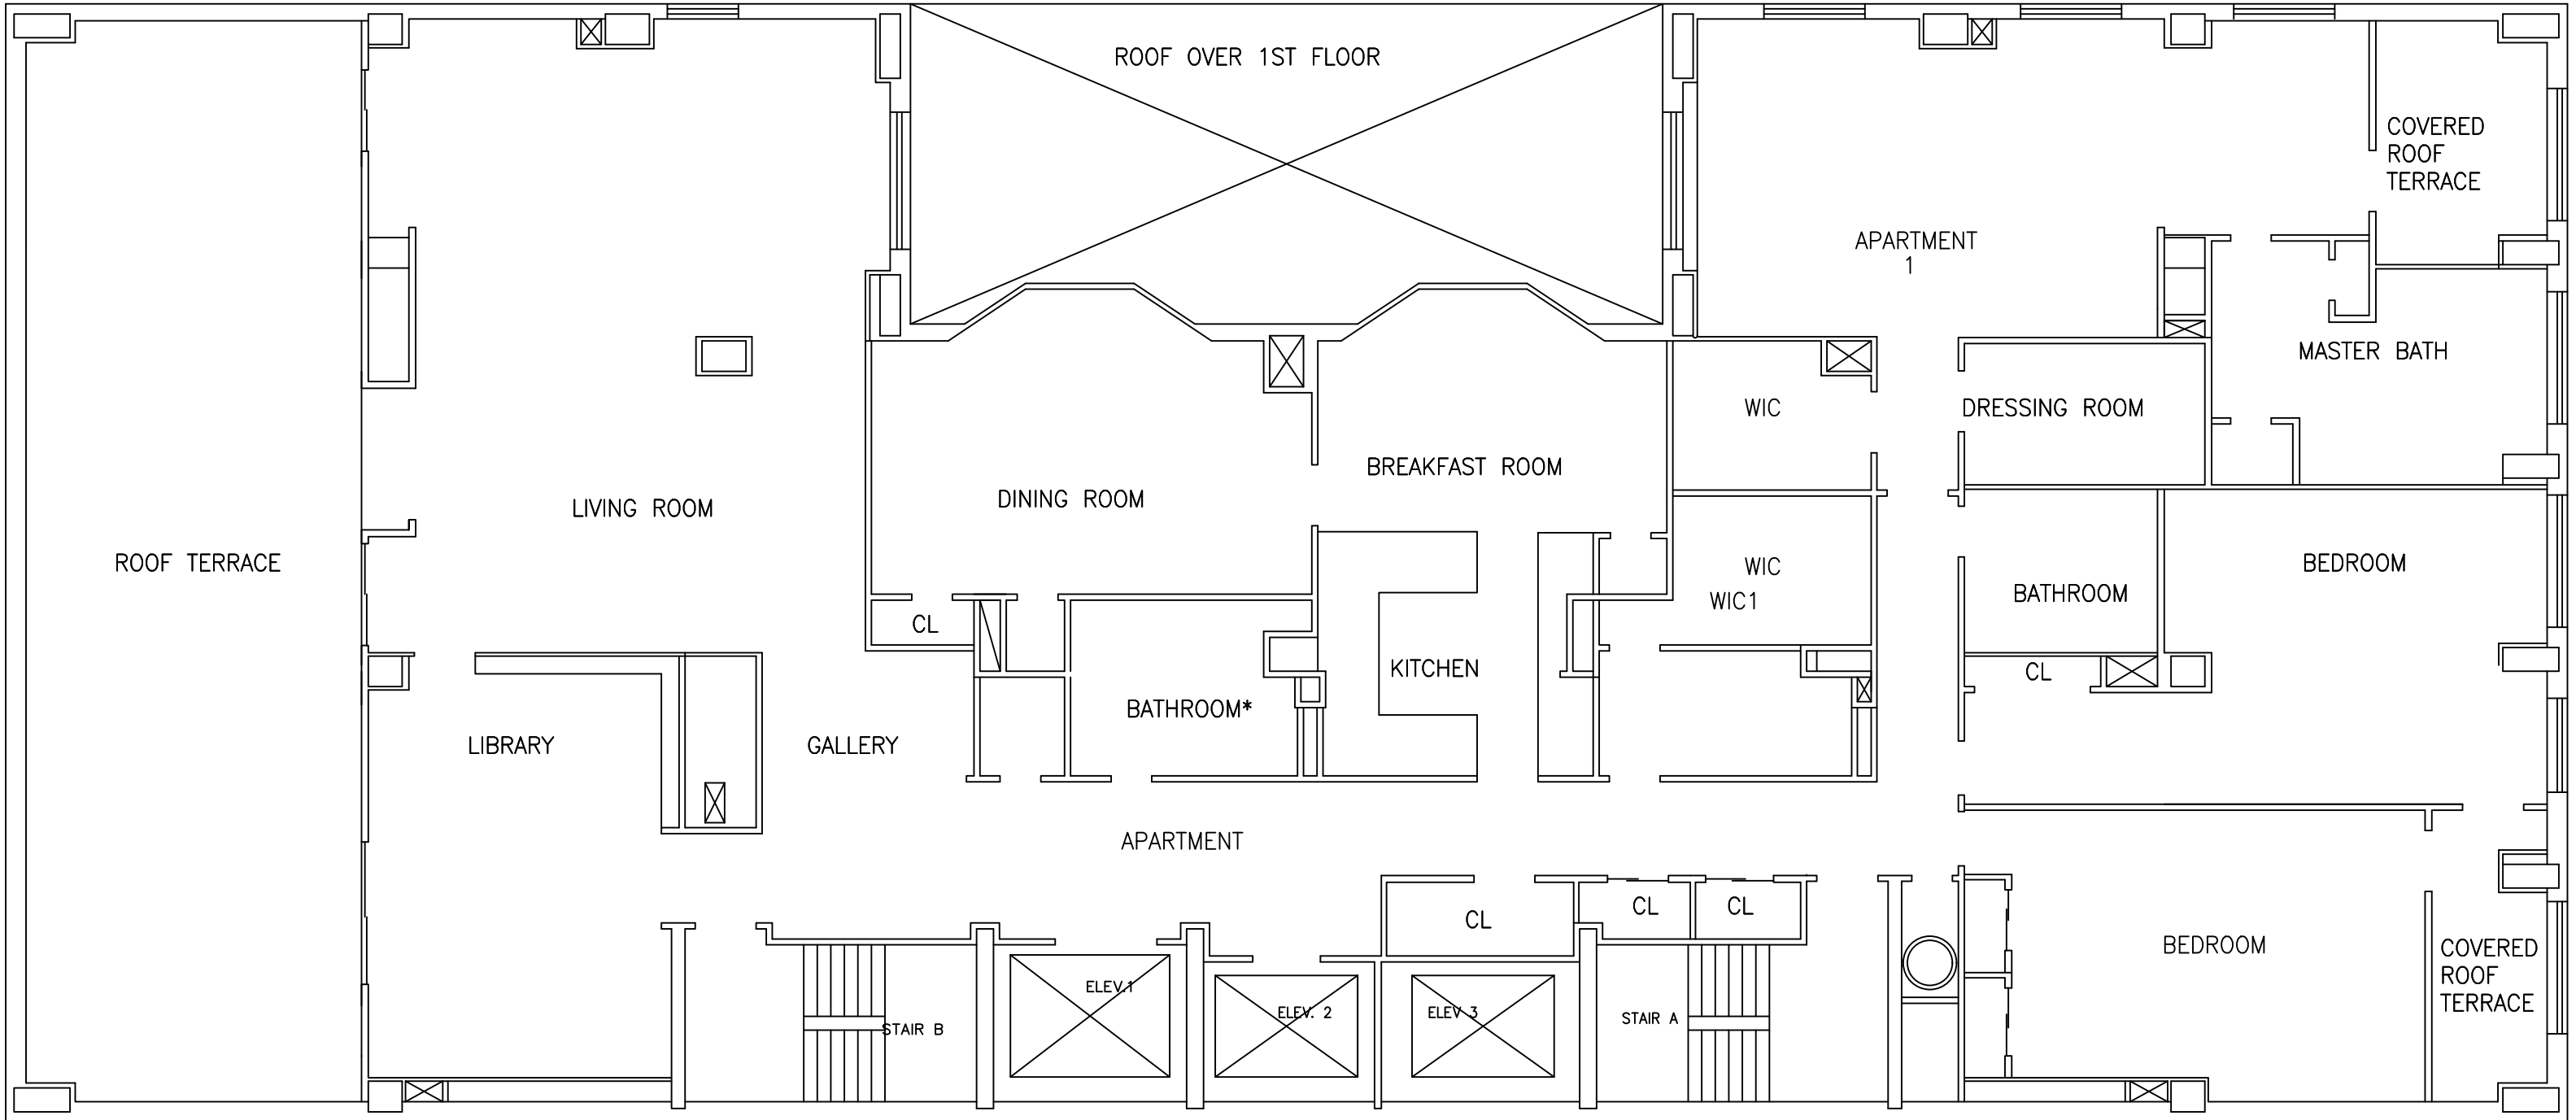 ROOF OVER 1ST FLOOR
COVERED
ROOF
TERRACE
APARTMENT
1
MASTER BATH
WIC
DRESSING ROOM
BREAKFAST ROOM
DINING ROOM
LIVING ROOM
ROOF TERRACE
WIC
WIC1
BEDROOM
BATHROOM
CL
KITCHEN
CL
BATHROOM*
LIBRARY
GALLERY
APARTMENT
CL
CL
CL
BEDROOM
COVERED
ROOF
TERRACE
ELEV.1
ELEV. 2
ELEV 3
STAIR A
STAIR B